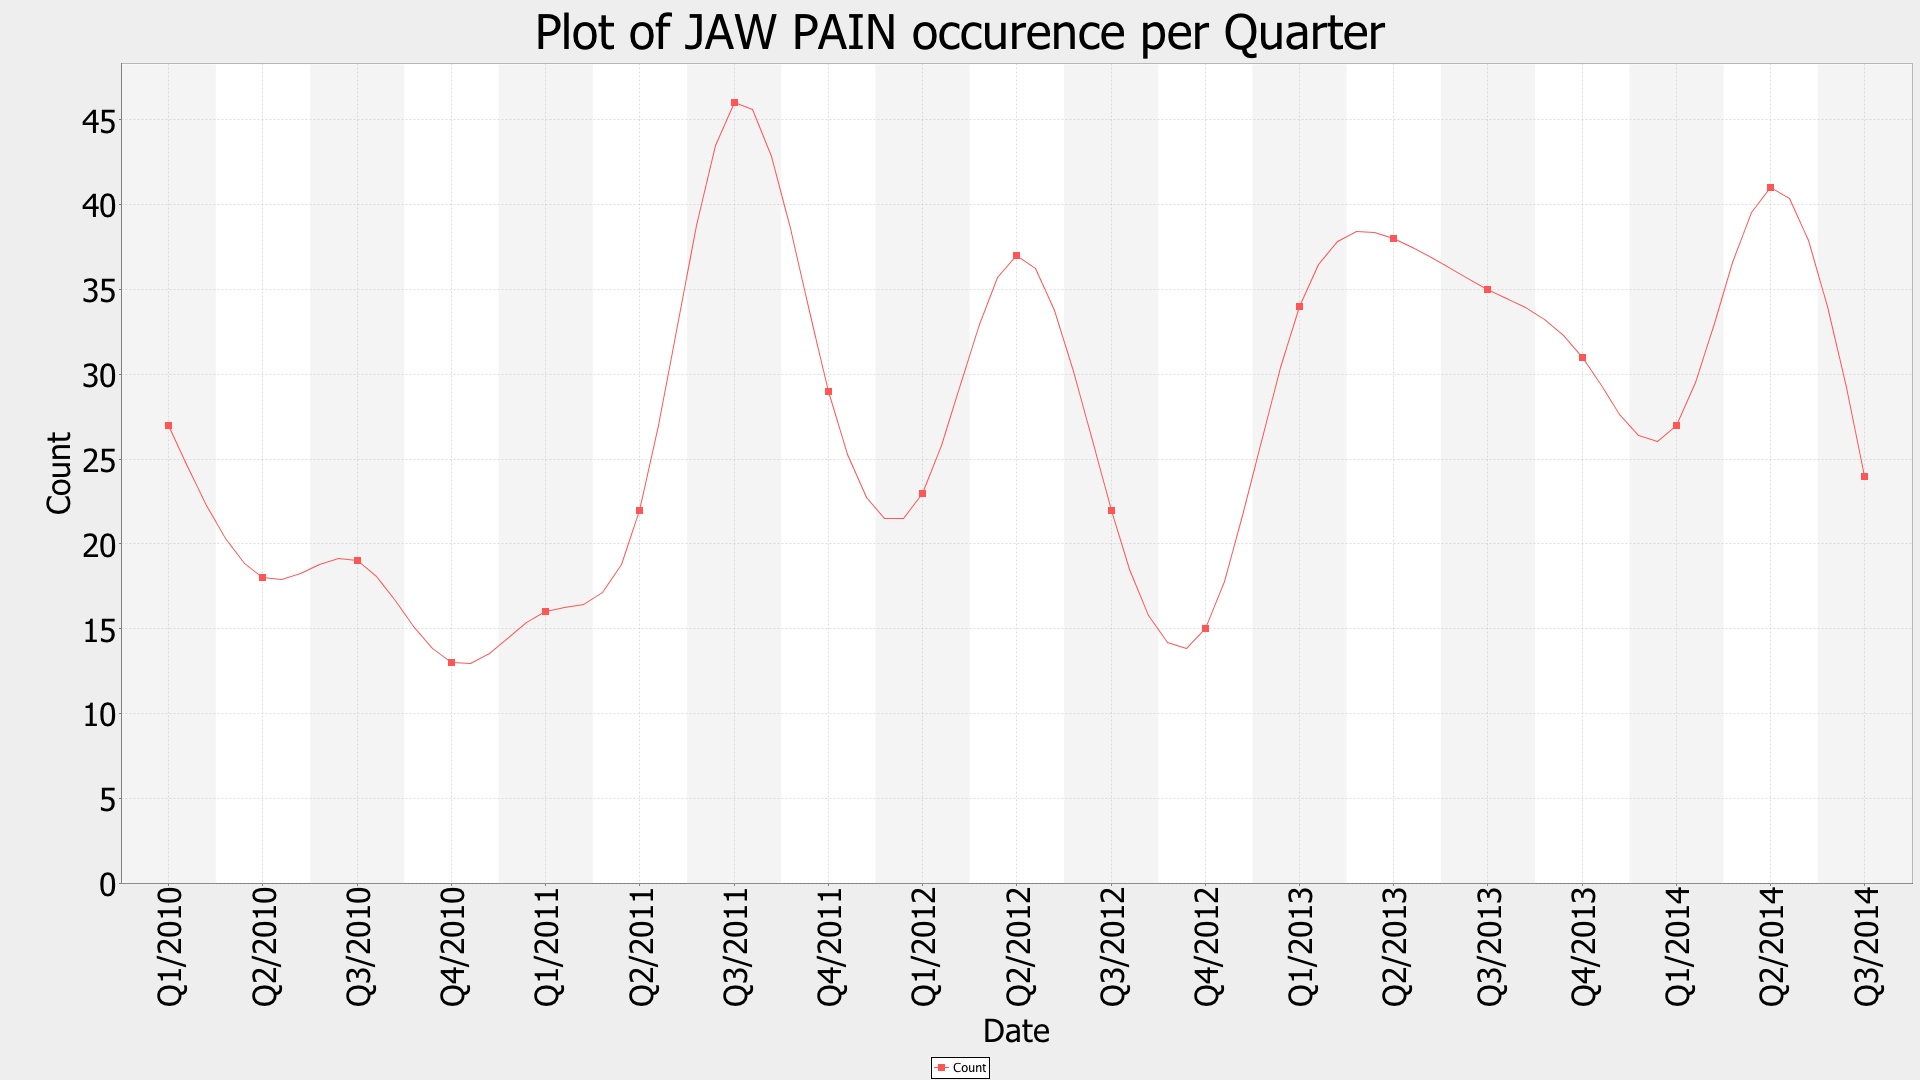 Plot of JAW PAIN occurence per Quarter
45
40
35
30
25
20
15
10
5
0
Count
Q1/2010
Q2/2010
Q3/2010
Q4/2010
Q1/2011
Q2/2011
Q3/2011
Q4/2011
Q1/2012
Q2/2012
Q3/2012
Q4/2012
Q1/2013
Q2/2013
Q3/2013
Q4/2013
Q1/2014
Q2/2014
Q3/2014
Date
Count